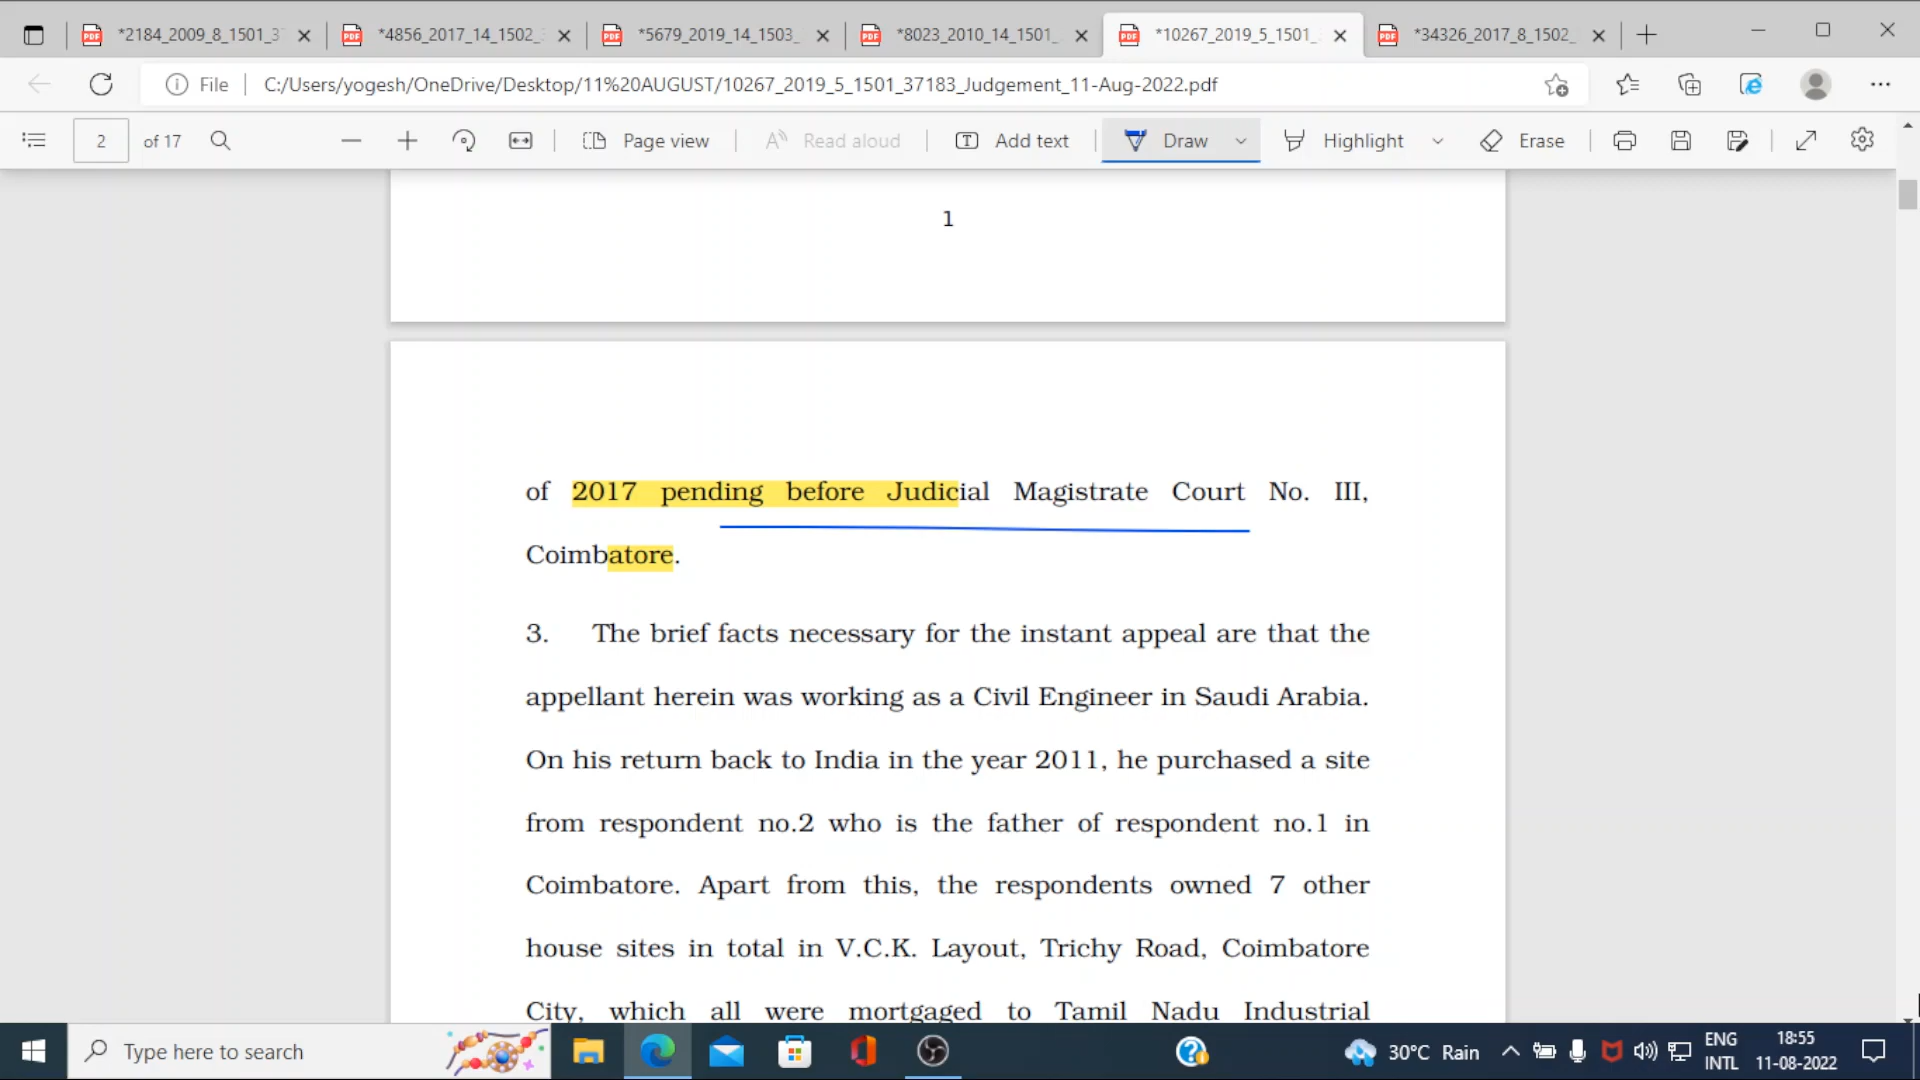 *2184_2009_8_1501_3
*4856_2017_14_1502_
*5679_2019_14_1503_
*8023_2010_14_1501_
*10267_2019_5_1501_
*34326_2017_8_1502_
File
C:/Users/yogesh/OneDrive/Desktop/11%20AUGUST/10267_2019_5_1501_37183_Judgement_11-Aug-2022.pdf
2 of 17
Page view
Read aloud
Add text
Draw
Highlight
Erase
1
of 2017 pending before Judicial Magistrate Court No. III,
Coimbatore.
3. The brief facts necessary for the instant appeal are that the
appellant herein was working as a Civil Engineer in Saudi Arabia.
On his return back to India in the year 2011, he purchased a site
from respondent no.2 who is the father of respondent no.1 in
Coimbatore. Apart from this, the respondents owned 7 other
house sites in total in V.C.K. Layout, Trichy Road, Coimbatore
City, which all were mortgaged to Tamil Nadu Industrial
Type here to search
30°C Rain
ENG
INTL
18:55
11-08-2022